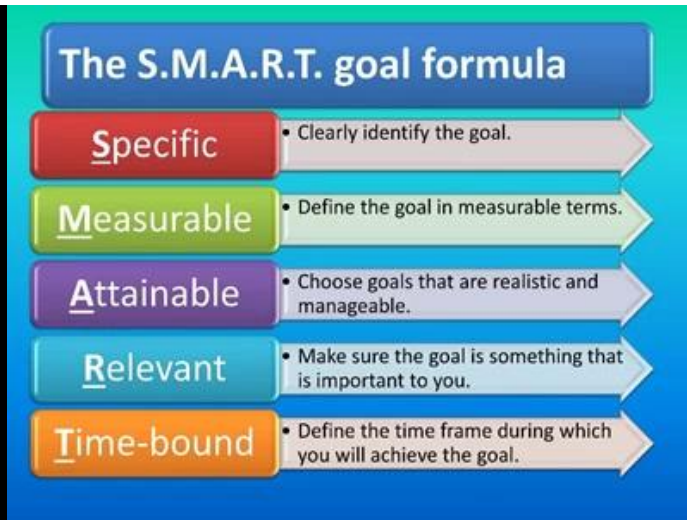 The S.M.A.R.T. goal formula
Specific
• Clearly identify the goal.
Measurable
• Define the goal in measurable terms.
Attainable
• Choose goals that are realistic and
manageable.
Relevant
• Make sure the goal is something that
is important to you.
Time-bound
• Define the time frame during which
you will achieve the goal.